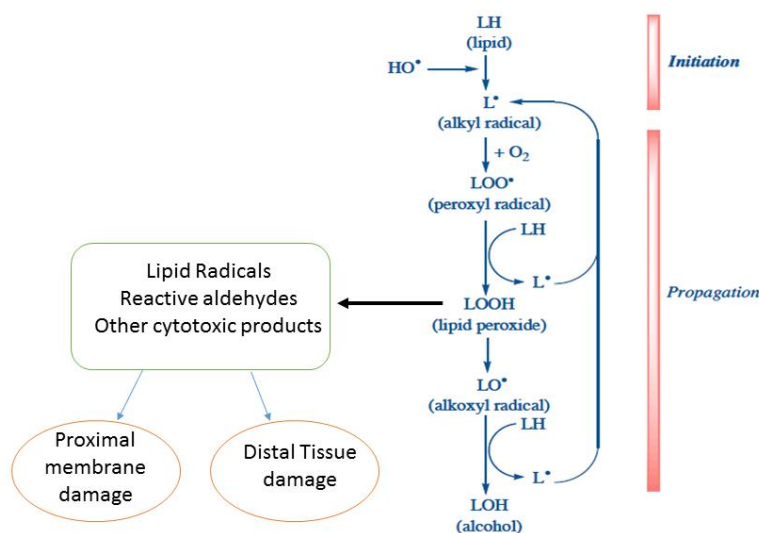 LH
(lipid)
HO•
Initiation
L•
(alkyl radical)
+ O₂
LOO•
(peroxyl radical)
LH
L•
Propagation
LOOH
(lipid peroxide)
Lipid Radicals
Reactive aldehydes
Other cytotoxic products
LO•
(alkoxyl radical)
LH
L•
LOH
(alcohol)
Proximal
membrane
damage
Distal Tissue
damage